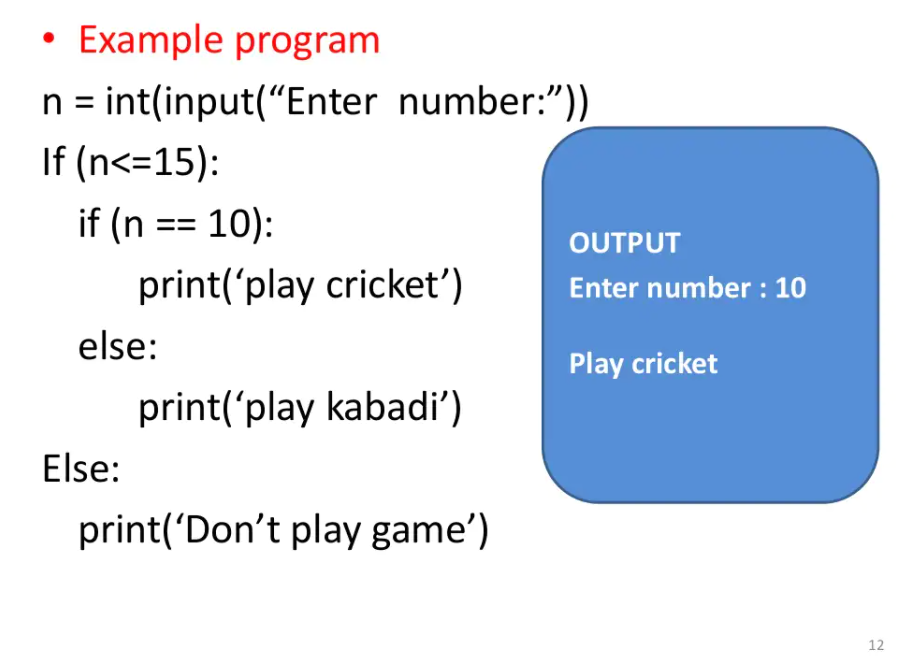 • Example program
n = int(input(“Enter  number:”))
If (n<=15):
if (n == 10):
print(‘play cricket’)
else:
print(‘play kabadi’)
Else:
print(‘Don’t play game’)
OUTPUT
Enter number : 10
Play cricket
12